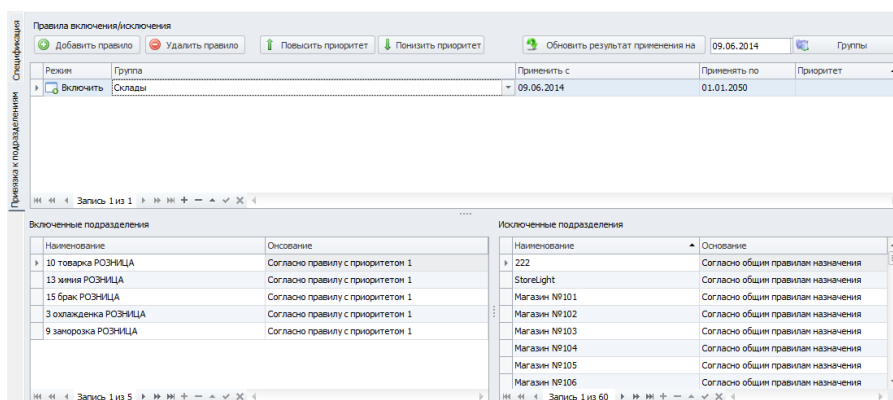 Спецификация
Привязка к подразделениям
Правила включения/исключения
Добавить правило Удалить правило Повысить приоритет Понизить приоритет Обновить результат применения на 09.06.2014 Группы
Режим Группа Применить с Применять по Приоритет
Включить Склады 09.06.2014 01.01.2050
Запись 1 из 1
Включенные подразделения Исключенные подразделения
Наименование Онсование Наименование Основание
10 товарка РОЗНИЦА Согласно правилу с приоритетом 1 222 Согласно общим правилам назначения
13 химия РОЗНИЦА Согласно правилу с приоритетом 1 StoreLight Согласно общим правилам назначения
15 брак РОЗНИЦА Согласно правилу с приоритетом 1 Магазин №101 Согласно общим правилам назначения
3 охлажденка РОЗНИЦА Согласно правилу с приоритетом 1 Магазин №102 Согласно общим правилам назначения
9 заморозка РОЗНИЦА Согласно правилу с приоритетом 1 Магазин №103 Согласно общим правилам назначения
Магазин №104 Согласно общим правилам назначения
Магазин №105 Согласно общим правилам назначения
Магазин №106 Согласно общим правилам назначения
Запись 1 из 5 Запись 1 из 60